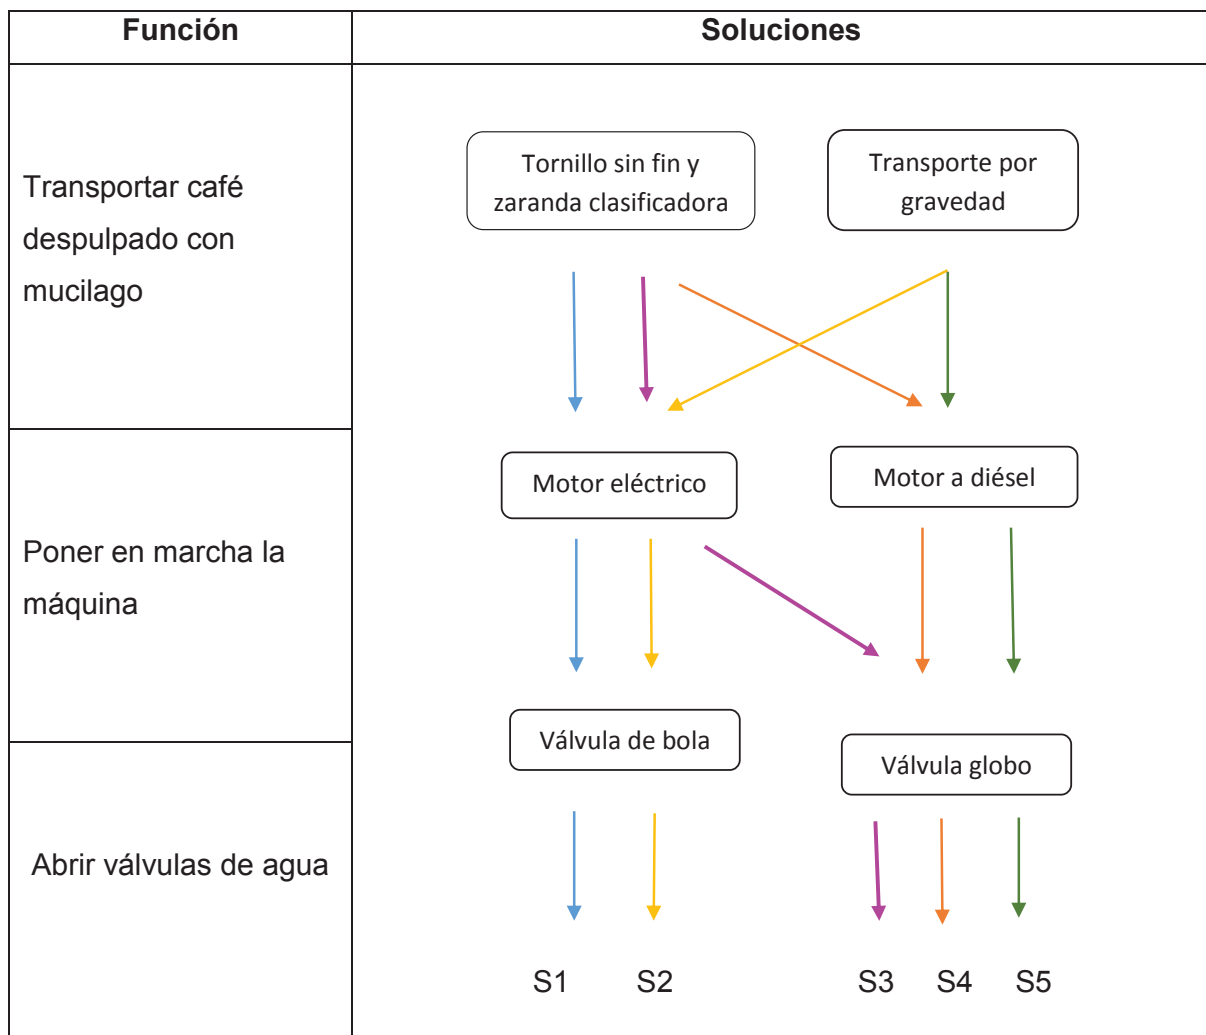 Función
Soluciones
Transportar café
despulpado con
mucilago
Tornillo sin fin y
zaranda clasificadora
Transporte por
gravedad
Poner en marcha la
máquina
Motor eléctrico
Motor a diésel
Abrir válvulas de agua
Válvula de bola
Válvula globo
S1
S2
S3
S4
S5